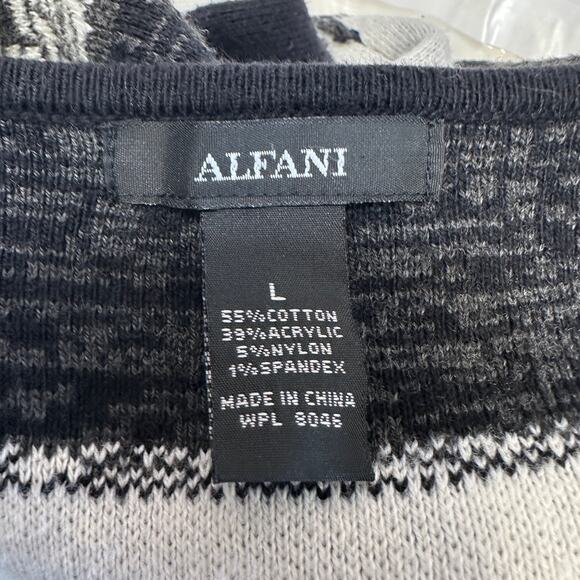 ALFANI
L
55%COTTON
39%ACRYLIC
5%NYLON
1%SPANDEX
MADE IN CHINA
WPL 8046